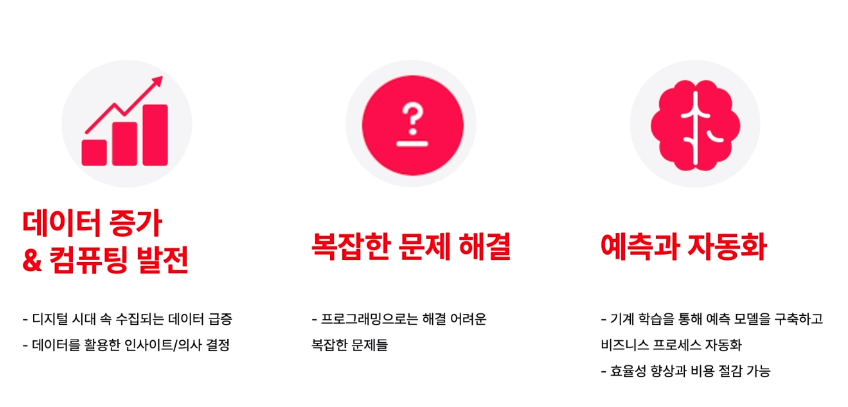 ?
데이터 증가
& 컴퓨팅 발전
- 디지털 시대 속 수집되는 데이터 급증
- 데이터를 활용한 인사이트/의사 결정
복잡한 문제 해결
- 프로그래밍으로는 해결 어려운
복잡한 문제들
예측과 자동화
- 기계 학습을 통해 예측 모델을 구축하고
비즈니스 프로세스 자동화
- 효율성 향상과 비용 절감 가능